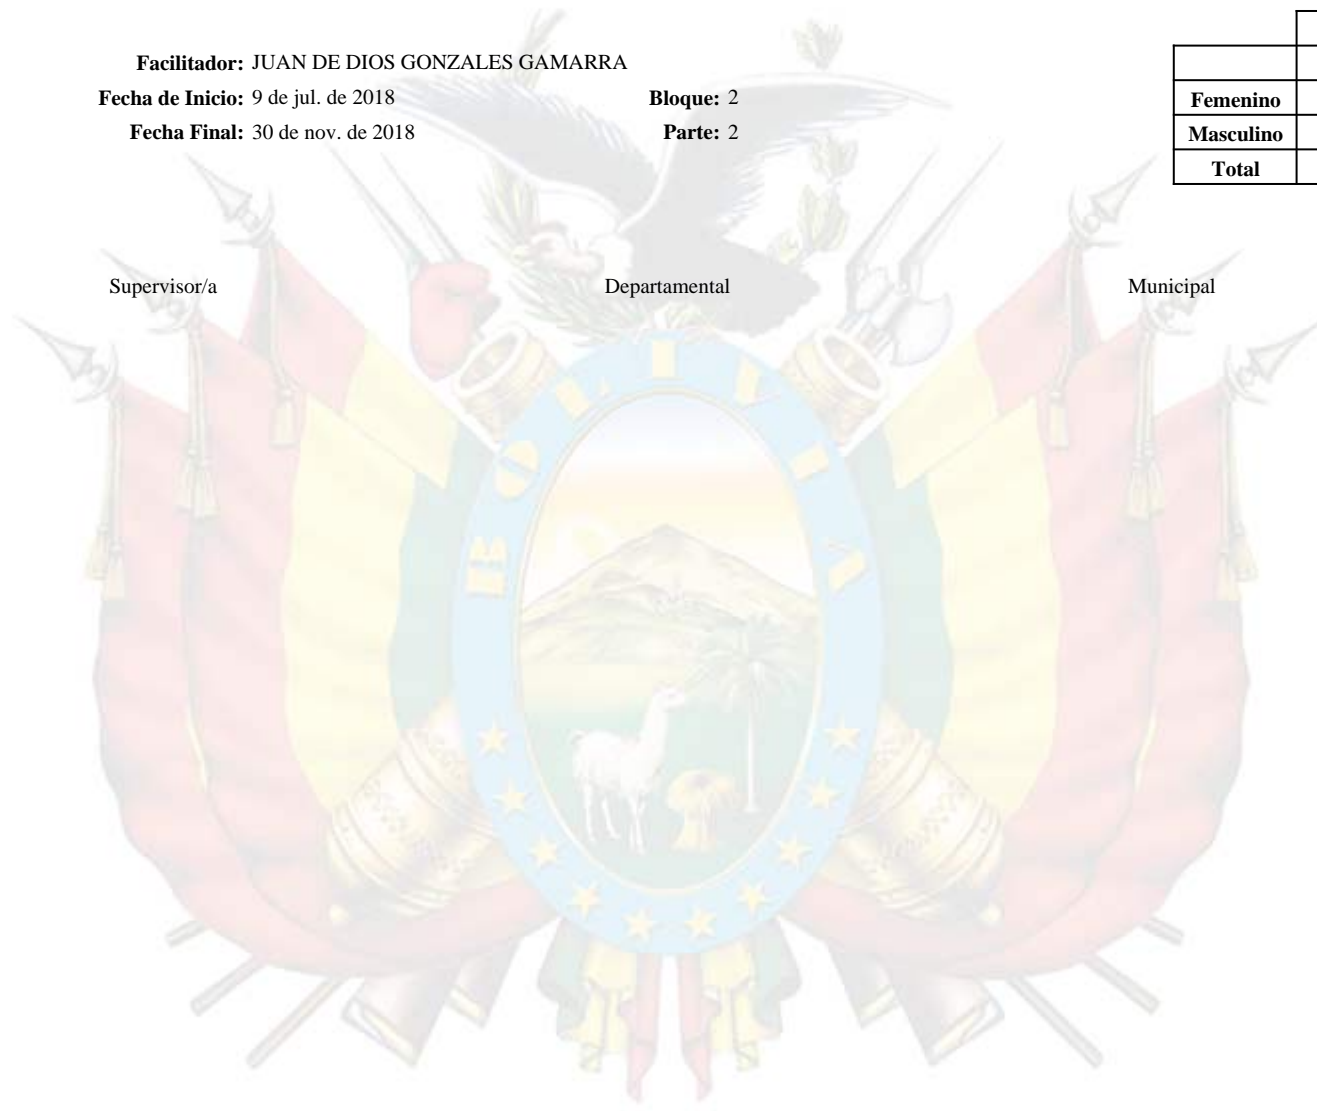 Facilitador: JUAN DE DIOS GONZALES GAMARRA
Fecha de Inicio: 9 de jul. de 2018 Bloque: 2
Fecha Final: 30 de nov. de 2018 Parte: 2
Femenino
Masculino
Total
Supervisor/a Departamental Municipal
BOLIVIA